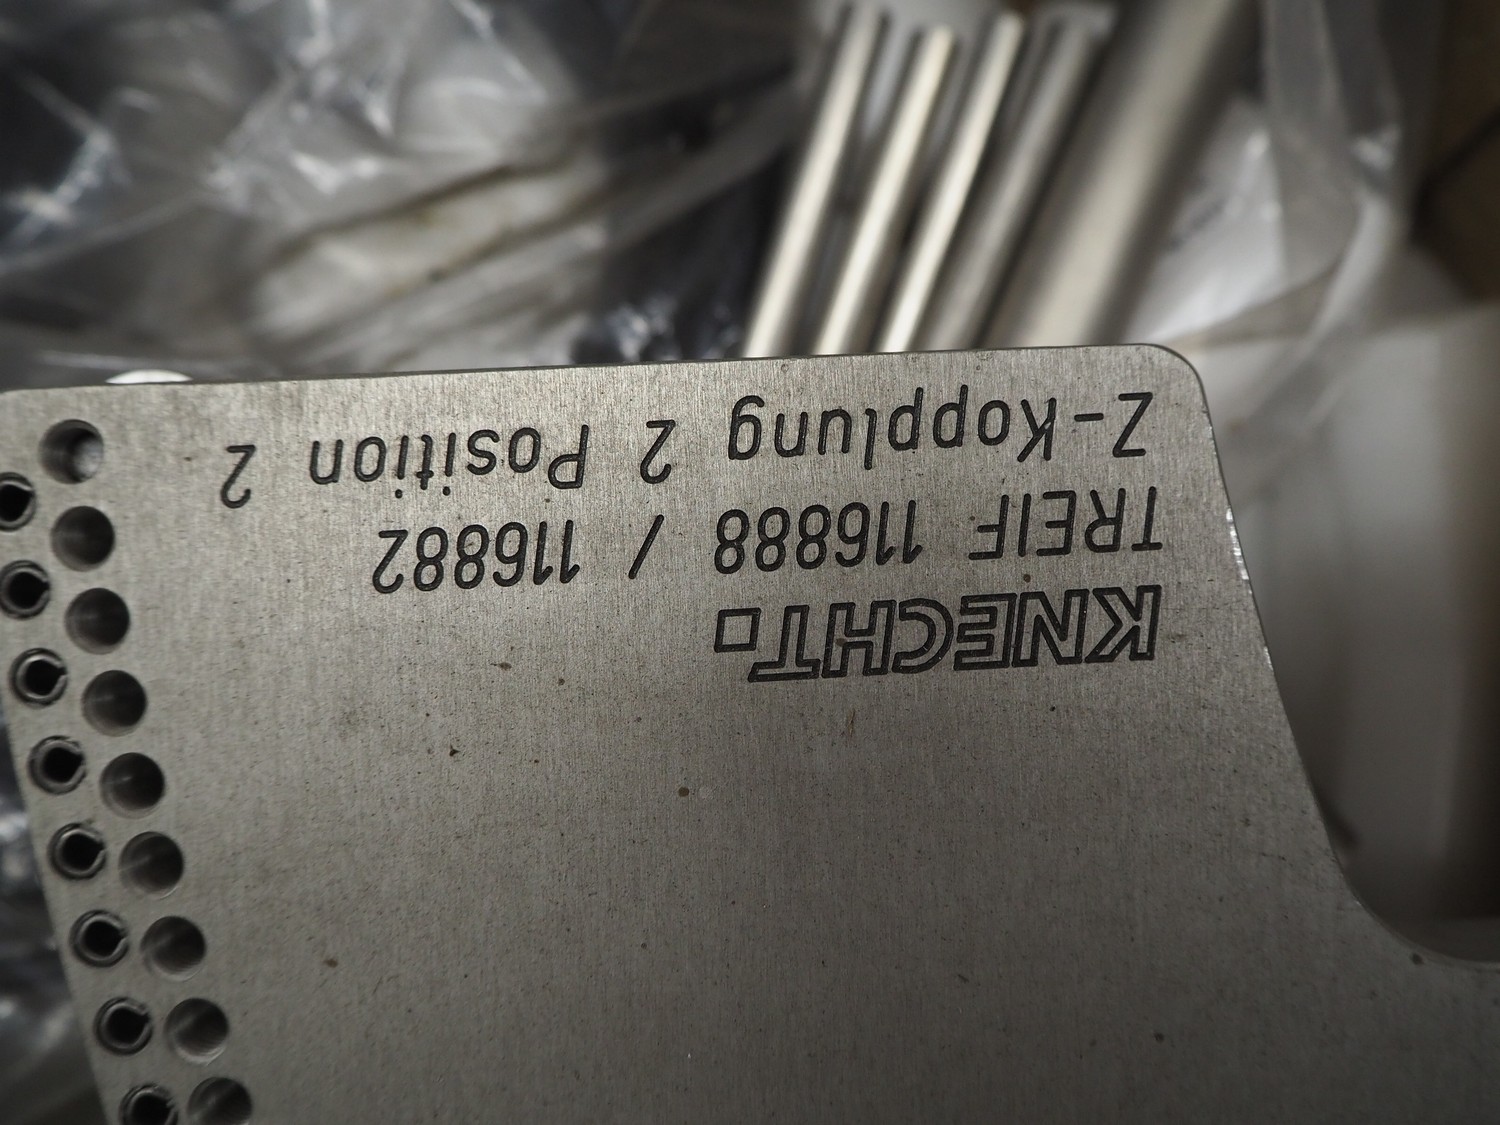 KNECHT
TREIF 116888 / 116882
Z-Kopplung 2 Position 2